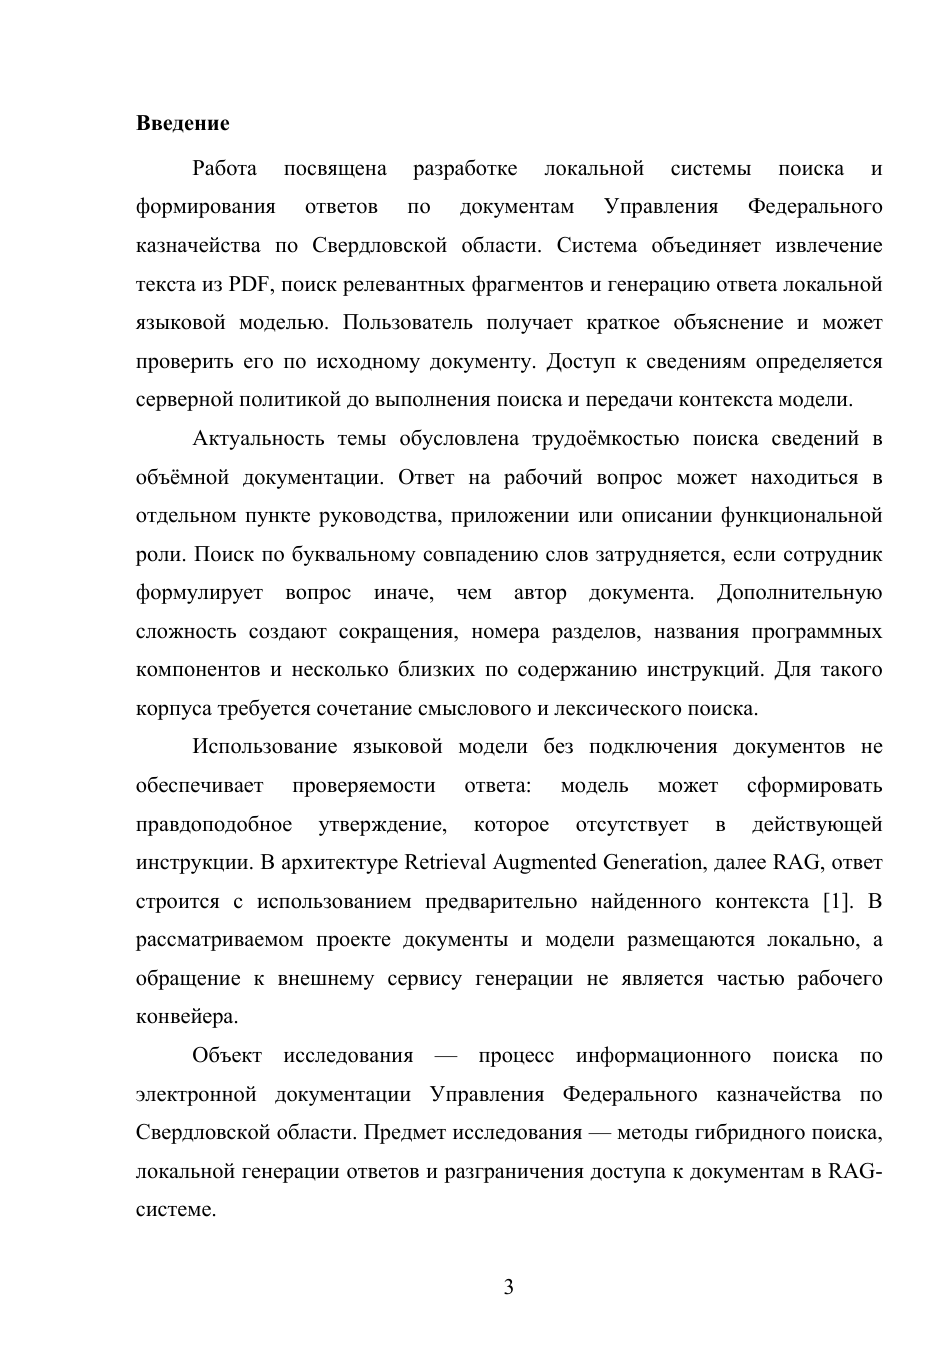 Введение
Работа посвящена разработке локальной системы поиска и
формирования ответов по документам Управления Федерального
казначейства по Свердловской области. Система объединяет извлечение
текста из PDF, поиск релевантных фрагментов и генерацию ответа локальной
языковой моделью. Пользователь получает краткое объяснение и может
проверить его по исходному документу. Доступ к сведениям определяется
серверной политикой до выполнения поиска и передачи контекста модели.
Актуальность темы обусловлена трудоёмкостью поиска сведений в
объёмной документации. Ответ на рабочий вопрос может находиться в
отдельном пункте руководства, приложении или описании функциональной
роли. Поиск по буквальному совпадению слов затрудняется, если сотрудник
формулирует вопрос иначе, чем автор документа. Дополнительную
сложность создают сокращения, номера разделов, названия программных
компонентов и несколько близких по содержанию инструкций. Для такого
корпуса требуется сочетание смыслового и лексического поиска.
Использование языковой модели без подключения документов не
обеспечивает проверяемости ответа: модель может сформировать
правдоподобное утверждение, которое отсутствует в действующей
инструкции. В архитектуре Retrieval Augmented Generation, далее RAG, ответ
строится с использованием предварительно найденного контекста [1]. В
рассматриваемом проекте документы и модели размещаются локально, а
обращение к внешнему сервису генерации не является частью рабочего
конвейера.
Объект исследования — процесс информационного поиска по
электронной документации Управления Федерального казначейства по
Свердловской области. Предмет исследования — методы гибридного поиска,
локальной генерации ответов и разграничения доступа к документам в RAG-
системе.
3